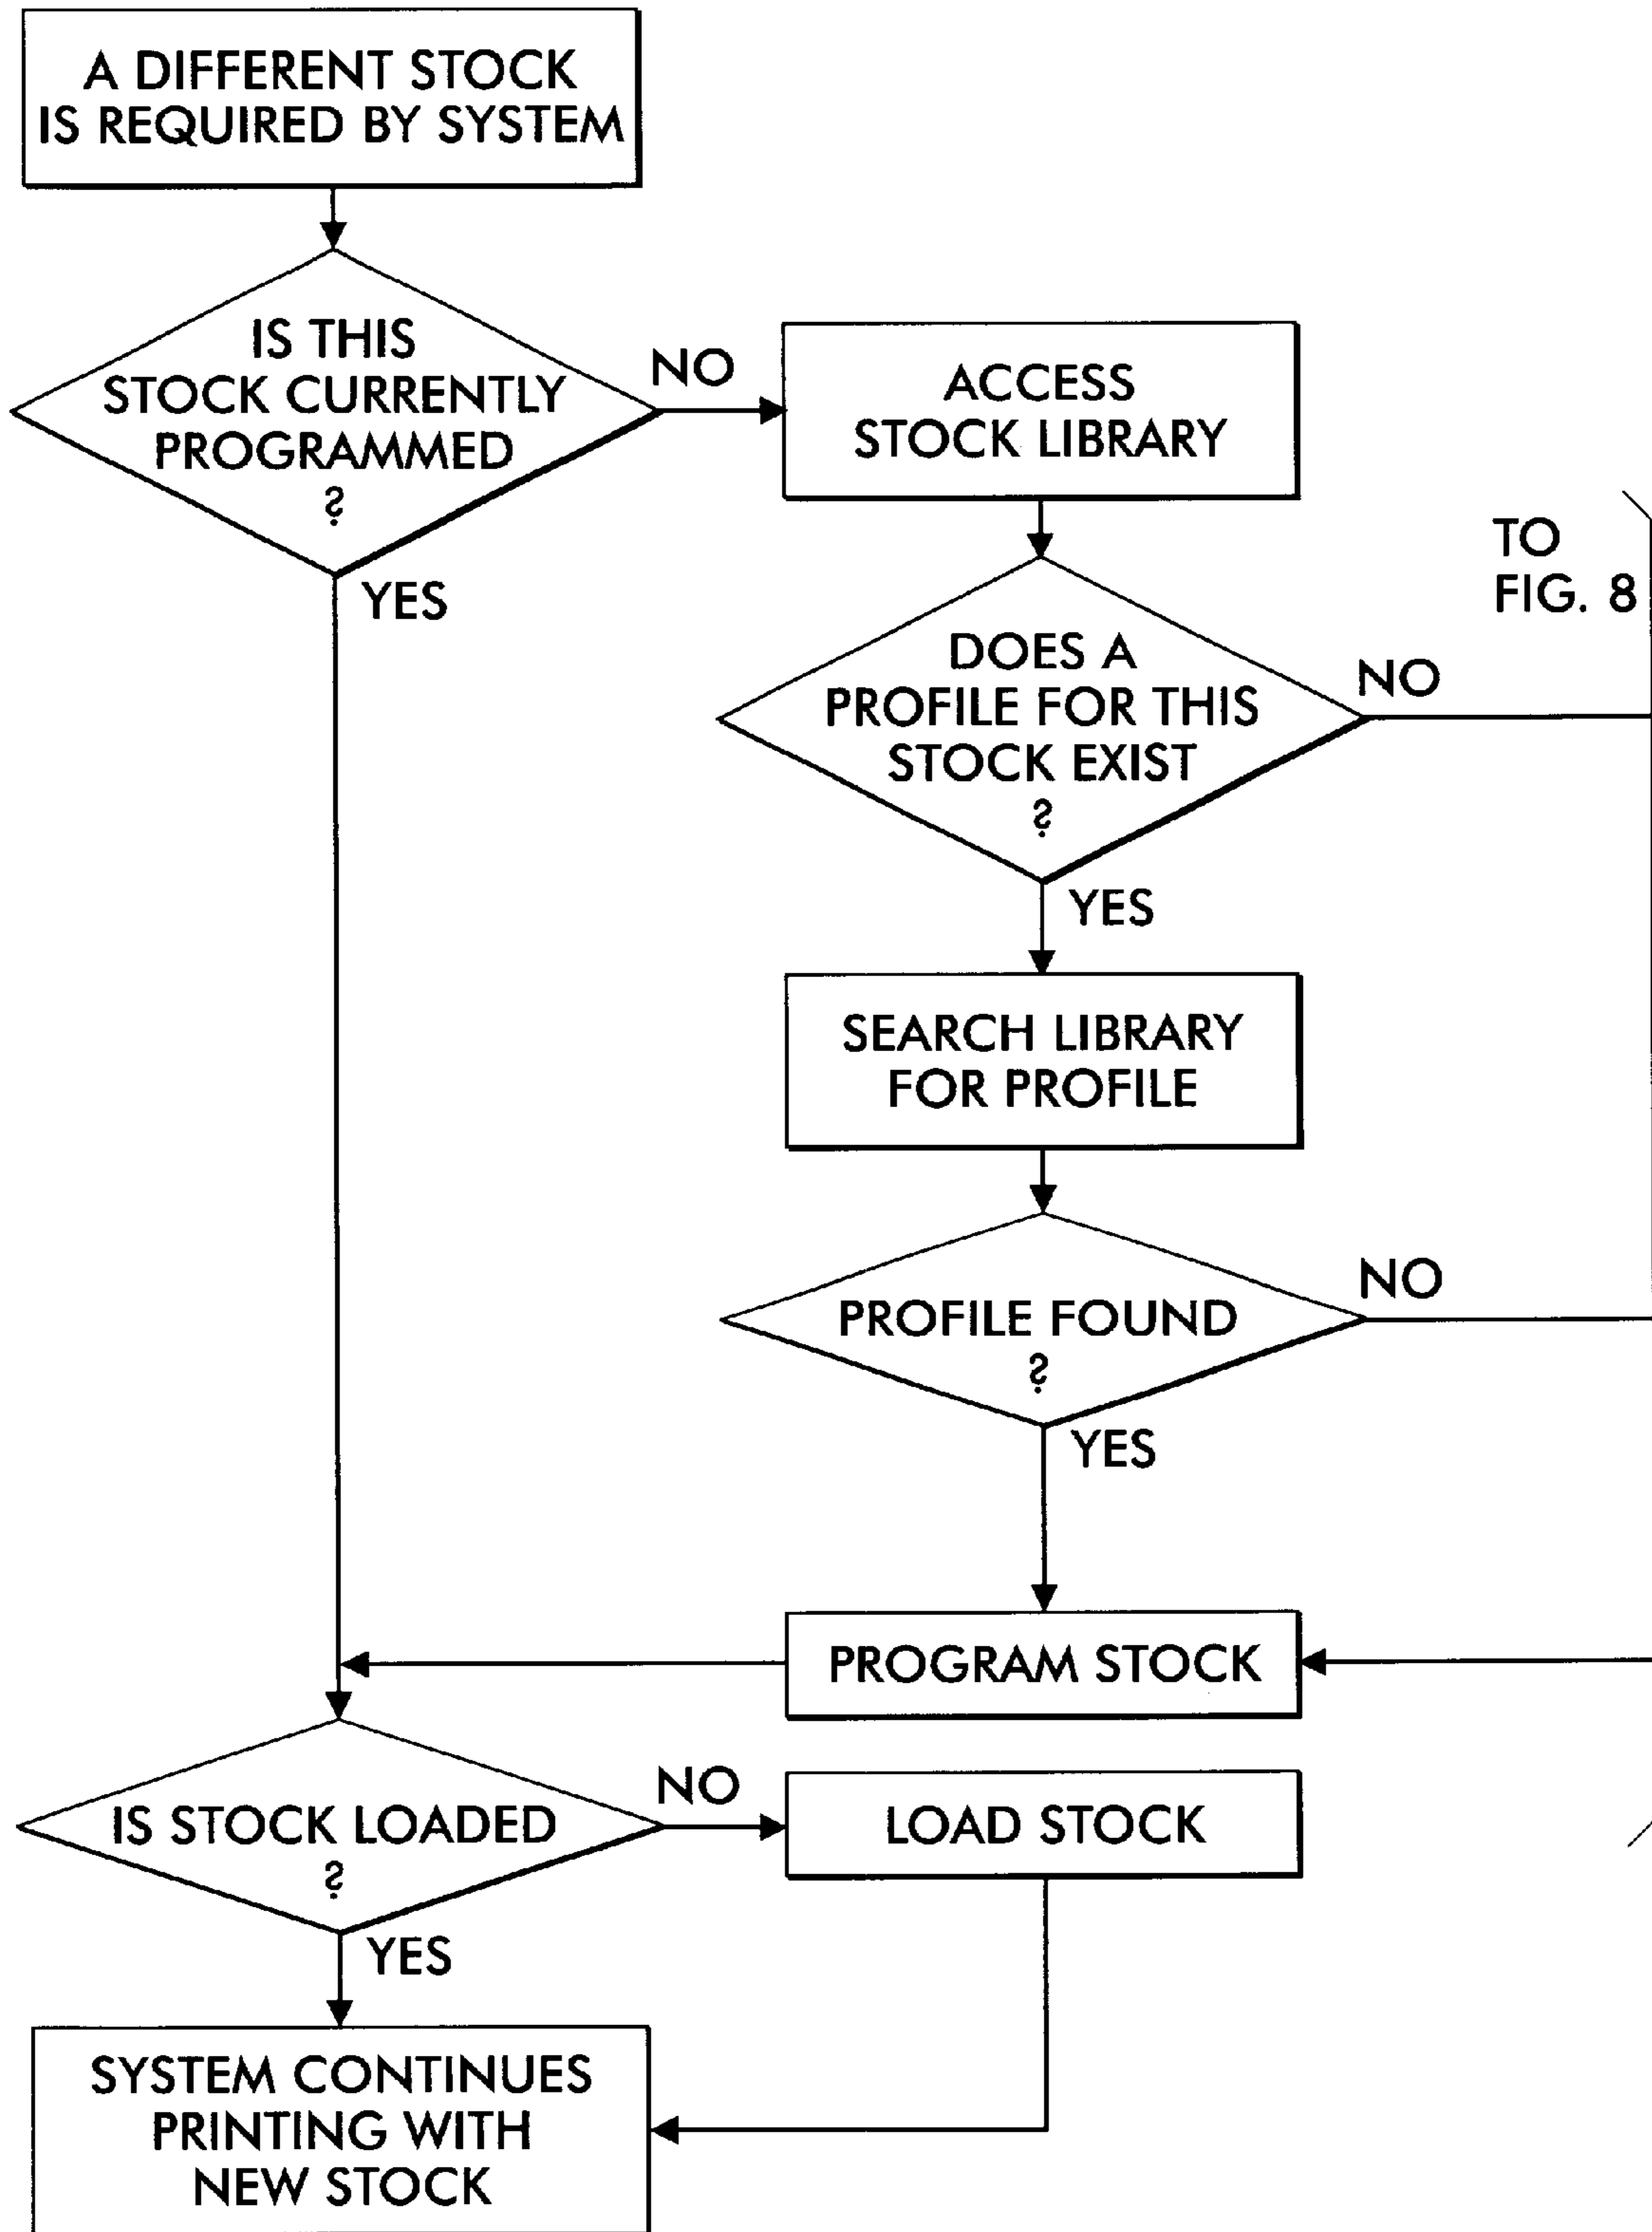 A DIFFERENT STOCK
IS REQUIRED BY SYSTEM
IS THIS
STOCK CURRENTLY
PROGRAMMED
?
NO
YES
ACCESS
STOCK LIBRARY
TO
FIG. 8
DOES A
PROFILE FOR THIS
STOCK EXIST
?
NO
YES
SEARCH LIBRARY
FOR PROFILE
PROFILE FOUND
?
NO
YES
PROGRAM STOCK
IS STOCK LOADED
?
NO
YES
LOAD STOCK
SYSTEM CONTINUES
PRINTING WITH
NEW STOCK